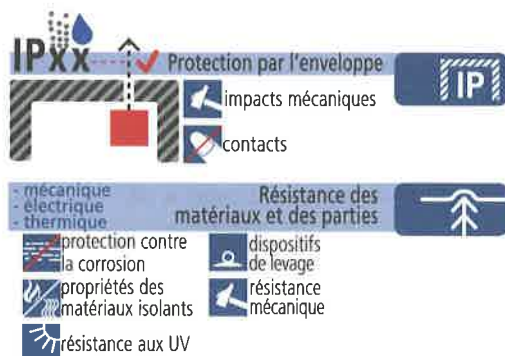 IPxx
Protection par l'enveloppe
IP
impacts mécaniques
contacts
- mécanique
- électrique
- thermique
Résistance des
matériaux et des parties
protection contre
la corrosion
dispositifs
de levage
propriétés des
matériaux isolants
résistance
mécanique
résistance aux UV